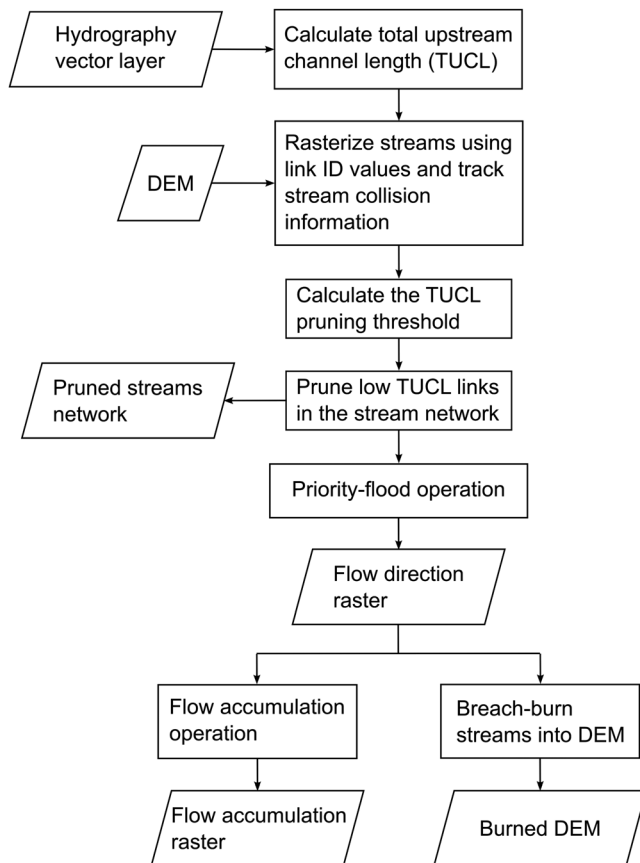 Hydrography
vector layer
Calculate total upstream
channel length (TUCL)
DEM
Rasterize streams using
link ID values and track
stream collision
information
Calculate the TUCL
pruning threshold
Pruned streams
network
Prune low TUCL links
in the stream network
Priority-flood operation
Flow direction
raster
Flow accumulation
operation
Breach-burn
streams into DEM
Flow accumulation
raster
Burned DEM